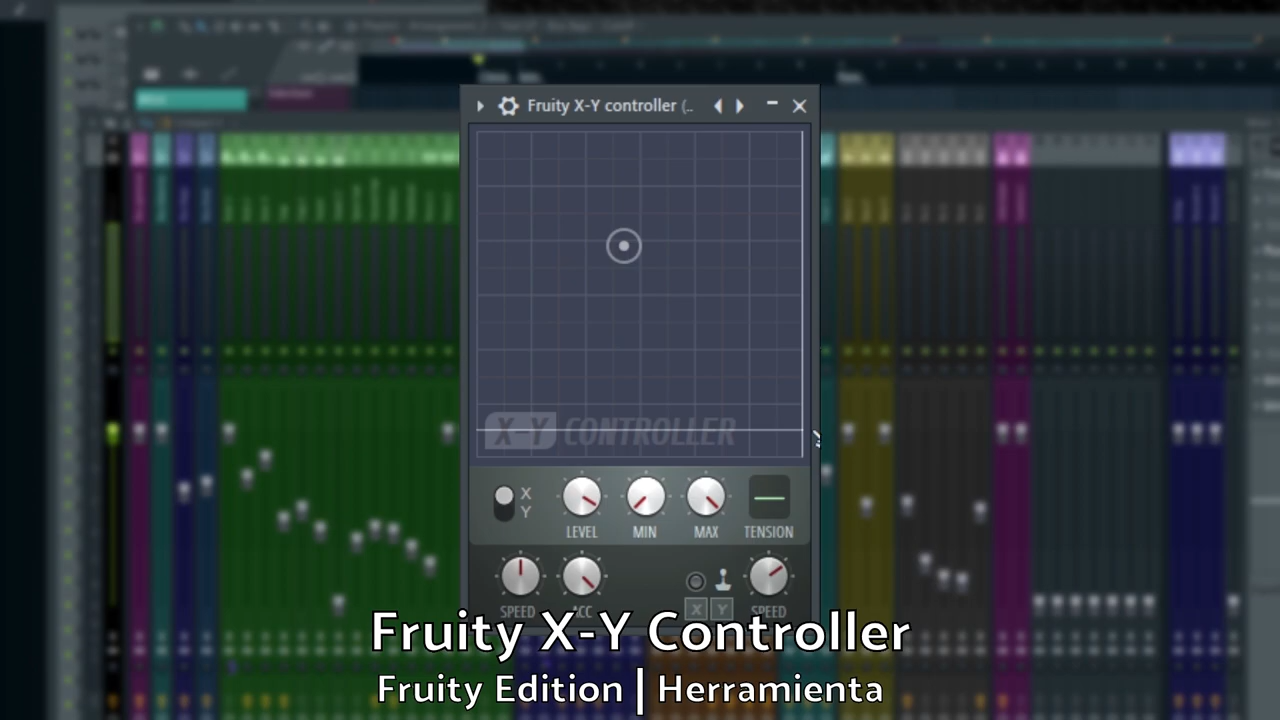 Fruity X-Y controller (..
X-Y CONTROLLER
X
Y
LEVEL MIN MAX TENSION
SPEED ACC X Y SPEED
Fruity X-Y Controller
Fruity Edition | Herramienta